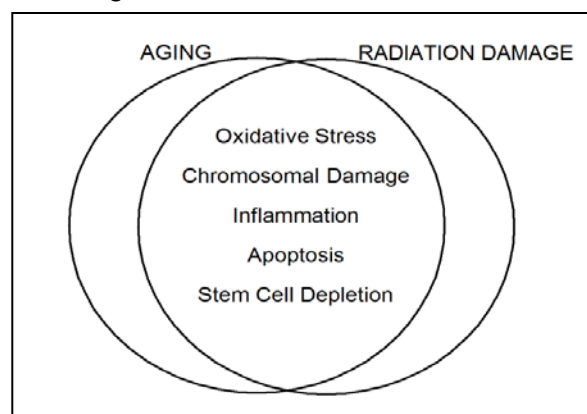 AGING
RADIATION DAMAGE
Oxidative Stress
Chromosomal Damage
Inflammation
Apoptosis
Stem Cell Depletion